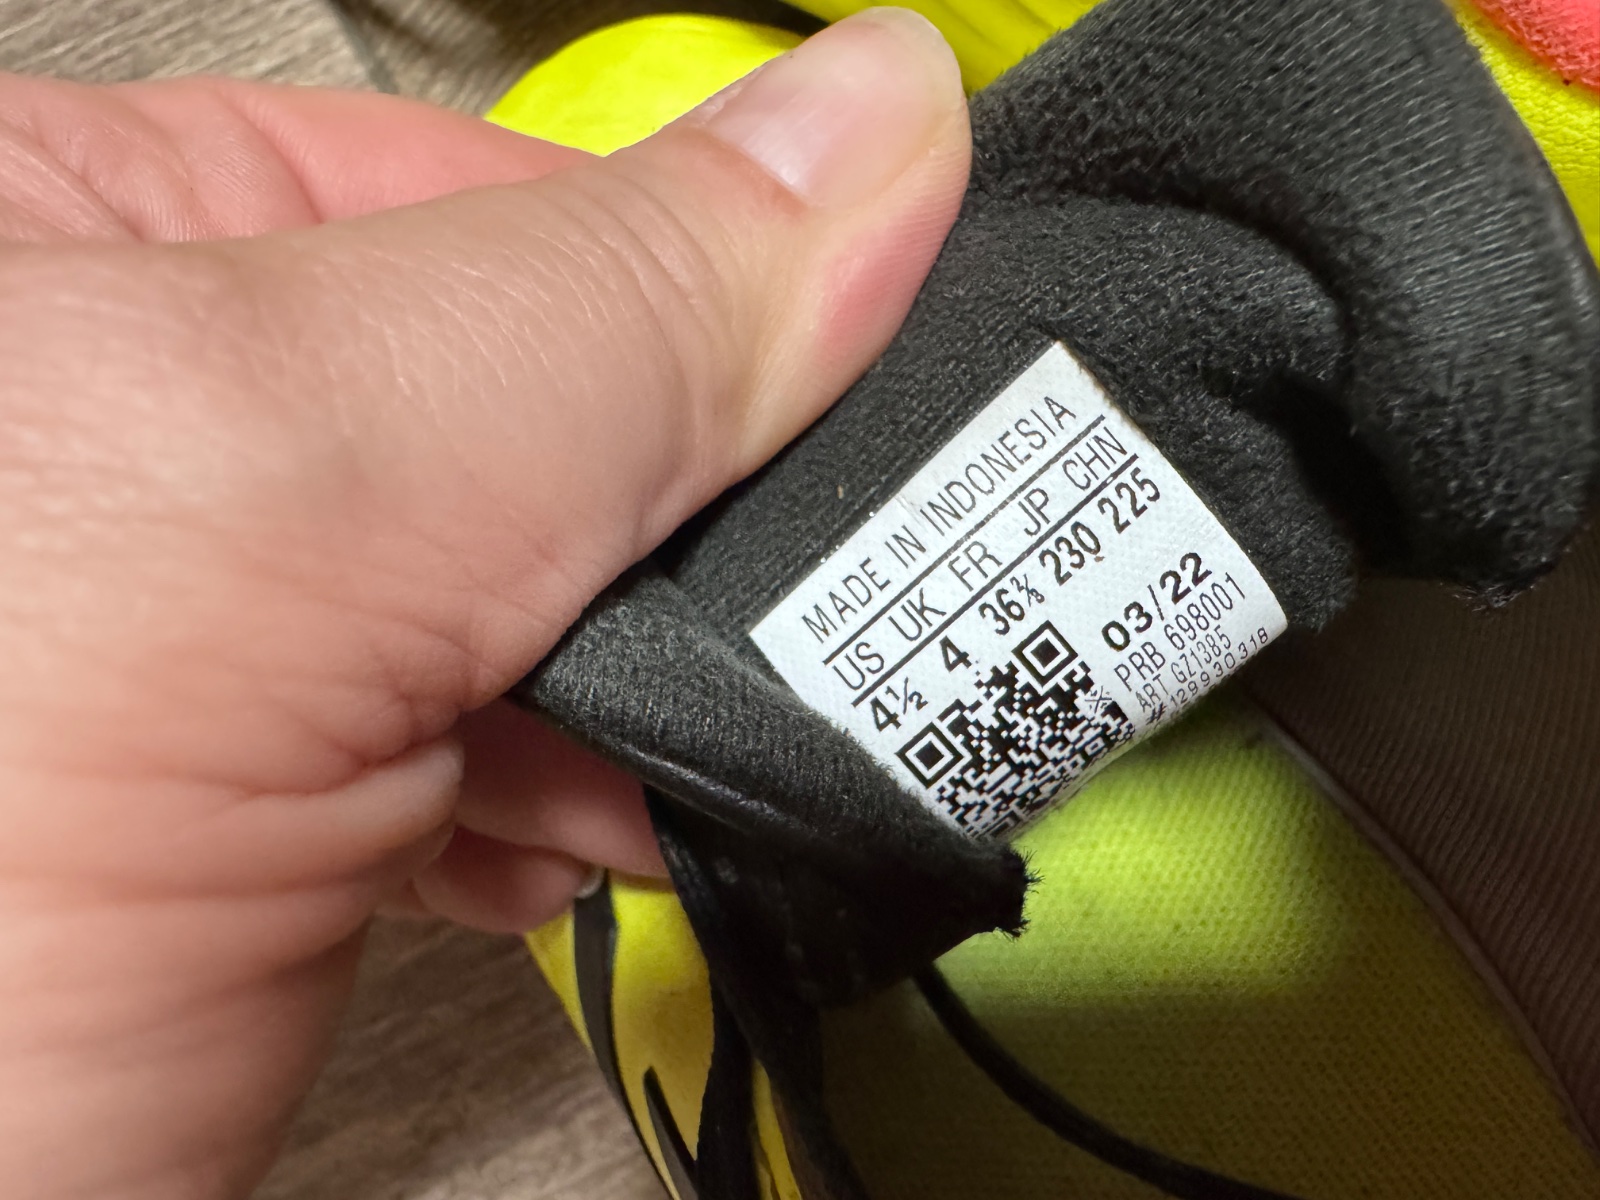 MADE IN INDONESIA
US UK FR JP CHN
4½ 4 36⅔ 230 225
03/22
PRB 698001
ART GZ1385
#129930318